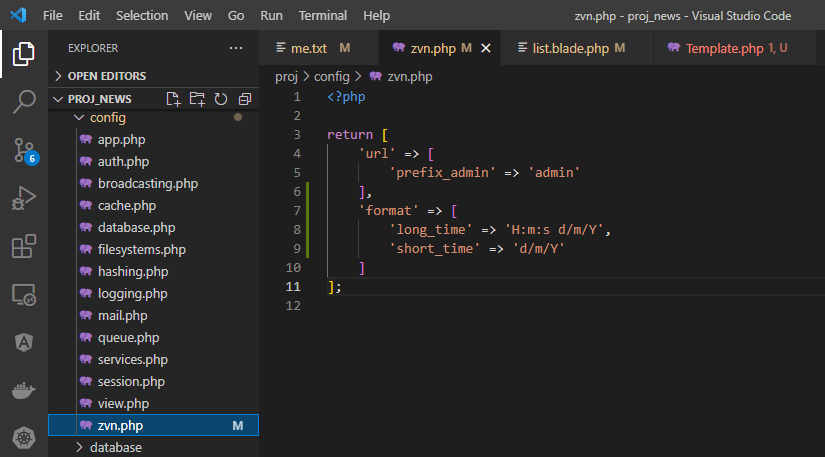 File Edit Selection View Go Run Terminal Help zvn.php - proj_news - Visual Studio Code
EXPLORER ...
OPEN EDITORS
PROJ_NEWS
config
app.php
auth.php
broadcasting.php
cache.php
database.php
filesystems.php
hashing.php
logging.php
mail.php
queue.php
services.php
session.php
view.php
zvn.php M
database
6
me.txt M zvn.php M list.blade.php M Template.php 1, U
proj > config > zvn.php
1 <?php
2
3 return [
4     'url' => [
5         'prefix_admin' => 'admin'
6     ],
7     'format' => [
8         'long_time' => 'H:m:s d/m/Y',
9         'short_time' => 'd/m/Y'
10     ]
11 ];
12